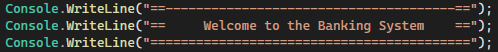 Console.WriteLine("==--------------------------------------==");
Console.WriteLine("==     Welcome to the Banking System    ==");
Console.WriteLine("==========================================");